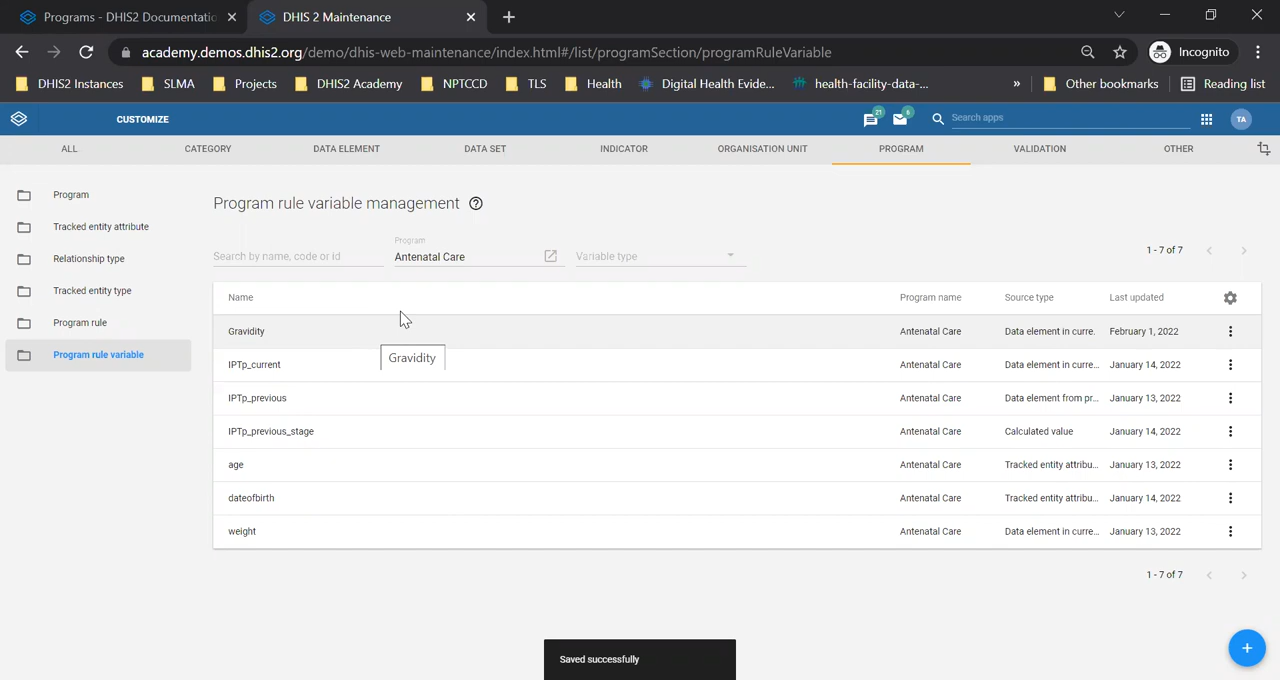 Programs - DHIS2 Documentatio
DHIS 2 Maintenance
academy.demos.dhis2.org/demo/dhis-web-maintenance/index.html#/list/programSection/programRuleVariable
Incognito
DHIS2 Instances
SLMA
Projects
DHIS2 Academy
NPTCCD
TLS
Health
Digital Health Evide...
health-facility-data-...
»
Other bookmarks
Reading list
CUSTOMIZE
21
Search apps
TA
ALL
CATEGORY
DATA ELEMENT
DATA SET
INDICATOR
ORGANISATION UNIT
PROGRAM
VALIDATION
OTHER
Program
Tracked entity attribute
Relationship type
Tracked entity type
Program rule
Program rule variable
Program rule variable management
Search by name, code or id
Program
Antenatal Care
Variable type
1 - 7 of 7
Name Program name Source type Last updated
Gravidity Antenatal Care Data element in curre. February 1, 2022
Gravidity
IPTp_current Antenatal Care Data element in curre... January 14, 2022
IPTp_previous Antenatal Care Data element from pr... January 13, 2022
IPTp_previous_stage Antenatal Care Calculated value January 14, 2022
age Antenatal Care Tracked entity attribu... January 13, 2022
dateofbirth Antenatal Care Tracked entity attribu... January 14, 2022
weight Antenatal Care Data element in curre... January 13, 2022
1 - 7 of 7
Saved successfully